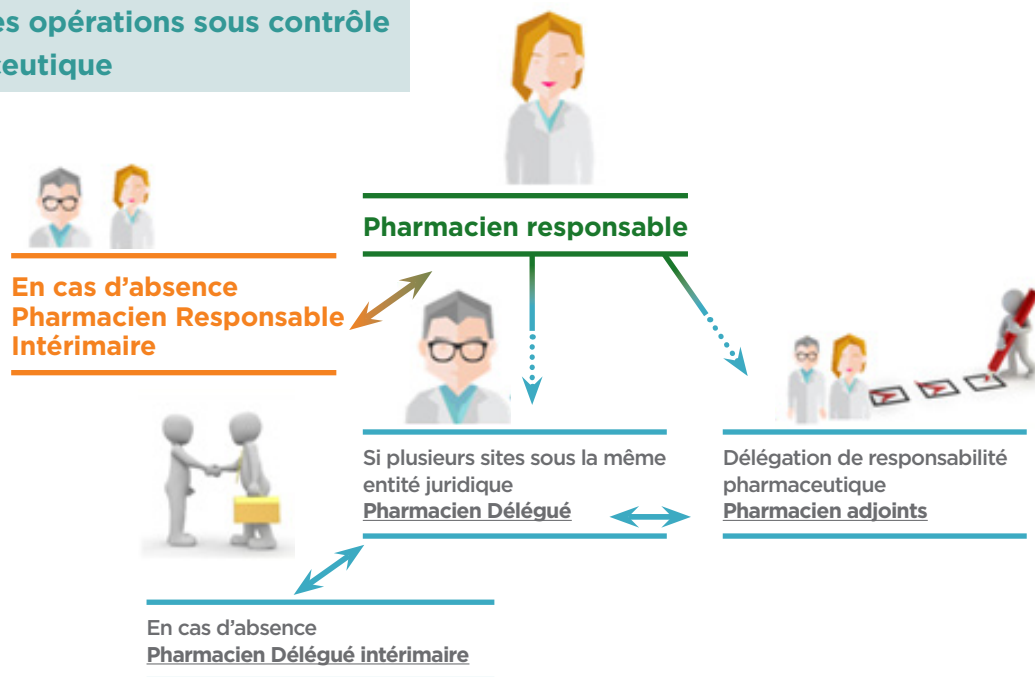 es opérations sous contrôle
ceutique
Pharmacien responsable
En cas d'absence
Pharmacien Responsable
Intérimaire
Si plusieurs sites sous la même
entité juridique
Pharmacien Délégué
Délégation de responsabilité
pharmaceutique
Pharmacien adjoints
En cas d'absence
Pharmacien Délégué intérimaire